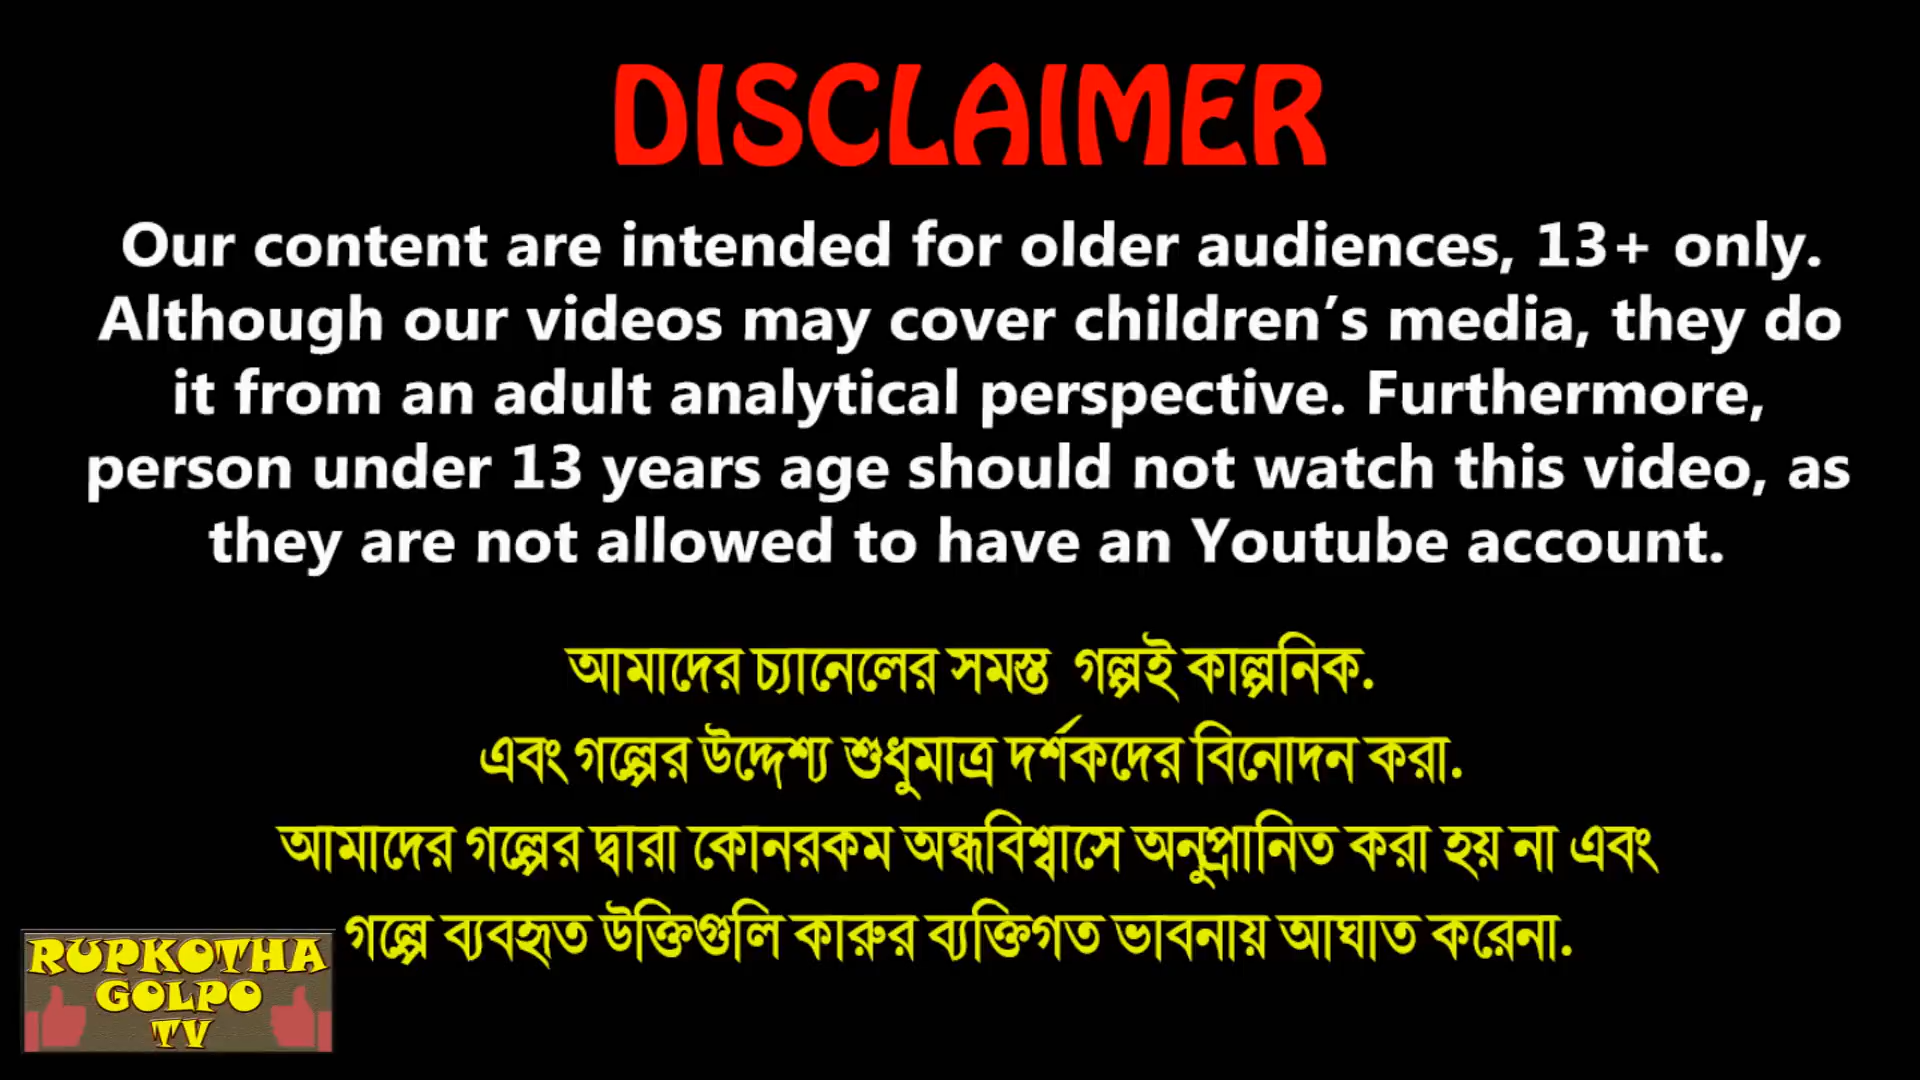 DISCLAIMER
Our content are intended for older audiences, 13+ only.
Although our videos may cover children’s media, they do
it from an adult analytical perspective. Furthermore,
person under 13 years age should not watch this video, as
they are not allowed to have an Youtube account.
আমাদের চ্যানেলের সমস্ত গল্পই কাল্পনিক.
এবং গল্পের উদ্দেশ্য শুধুমাত্র দর্শকদের বিনোদন করা.
আমাদের গল্পের দ্বারা কোনরকম অন্ধবিশ্বাসে অনুপ্রানিত করা হয় না এবং
গল্পে ব্যবহৃত উক্তিগুলি কারুর ব্যক্তিগত ভাবনায় আঘাত করেনা.
RUPKOTHA
GOLPO
TV